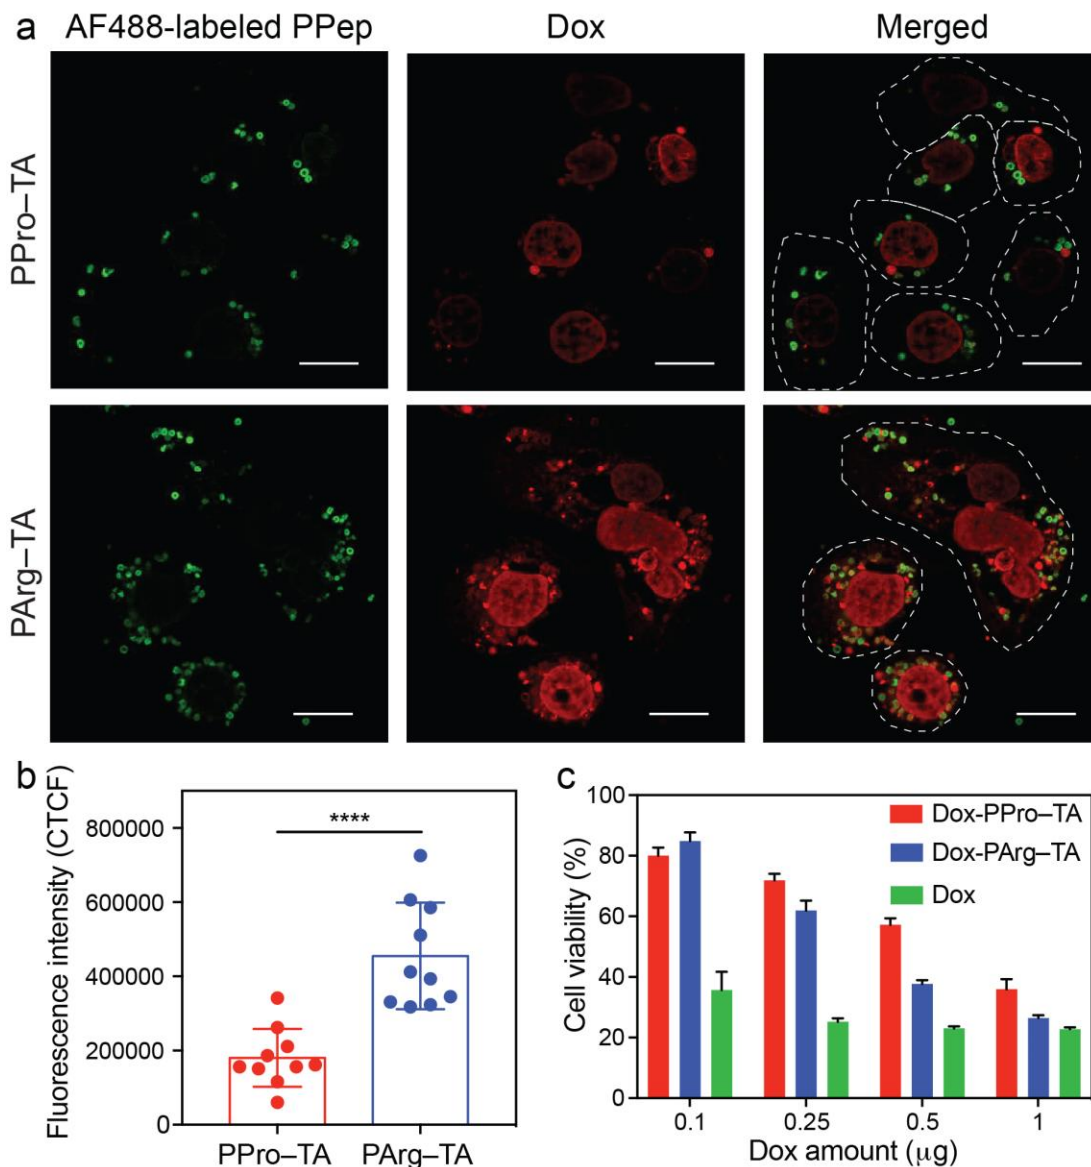 a
AF488-labeled PPep
Dox
Merged
PPro–TA
PArg–TA
b
Fluorescence intensity (CTCF)
800000
600000
400000
200000
0
****
PPro–TA
PArg–TA
c
Cell viability (%)
100
80
60
40
20
0
Dox-PPro–TA
Dox-PArg–TA
Dox
0.1
0.25
0.5
1
Dox amount (μg)